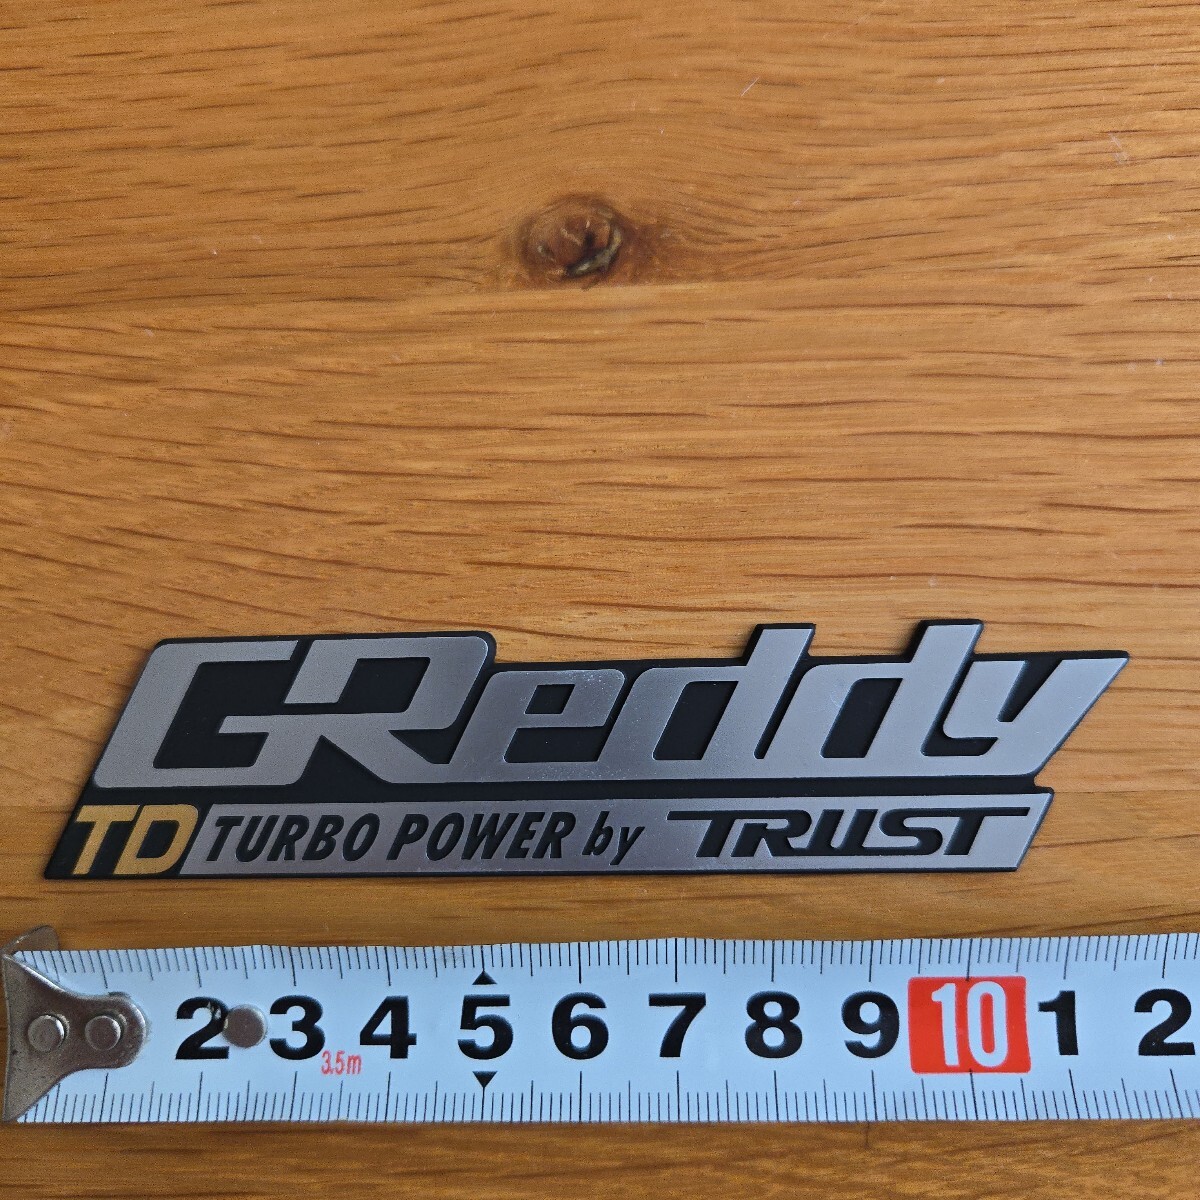 GReddy
TD TURBO POWER by TRUST
2 3 4 5 6 7 8 9 10 1 2
3.5m